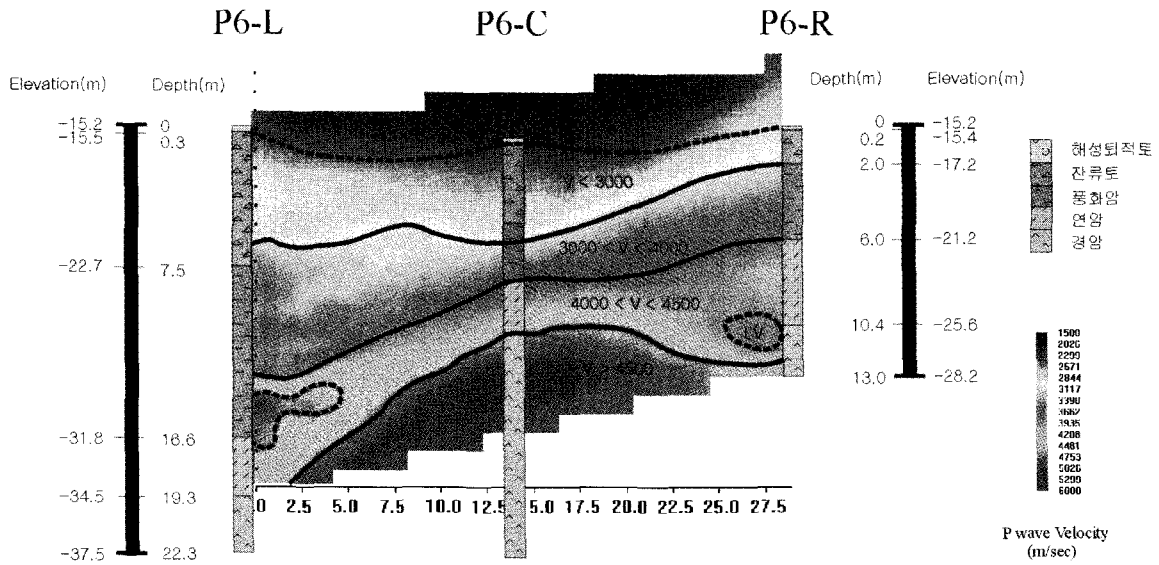 P6-L P6-C P6-R
Elevation(m) Depth(m) Depth(m) Elevation(m)
-15.2 0 0 -15.2
-15.5 0.3 0.2 -15.4
2.0 -17.2
-22.7 7.5 6.0 -21.2
10.4 -25.6
13.0 -28.2
-31.8 16.6
-34.5 19.3
-37.5 22.3
V < 3000
3000 < V < 4000
4000 < V < 4500
LV
0 2.5 5.0 7.5 10.0 12.5 15.0 17.5 20.0 22.5 25.0 27.5
해성퇴적토
잔류토
풍화암
연암
경암
1500
2026
2299
2571
2844
3117
3390
3662
3935
4208
4481
4753
5026
5299
6000
P wave Velocity
(m/sec)